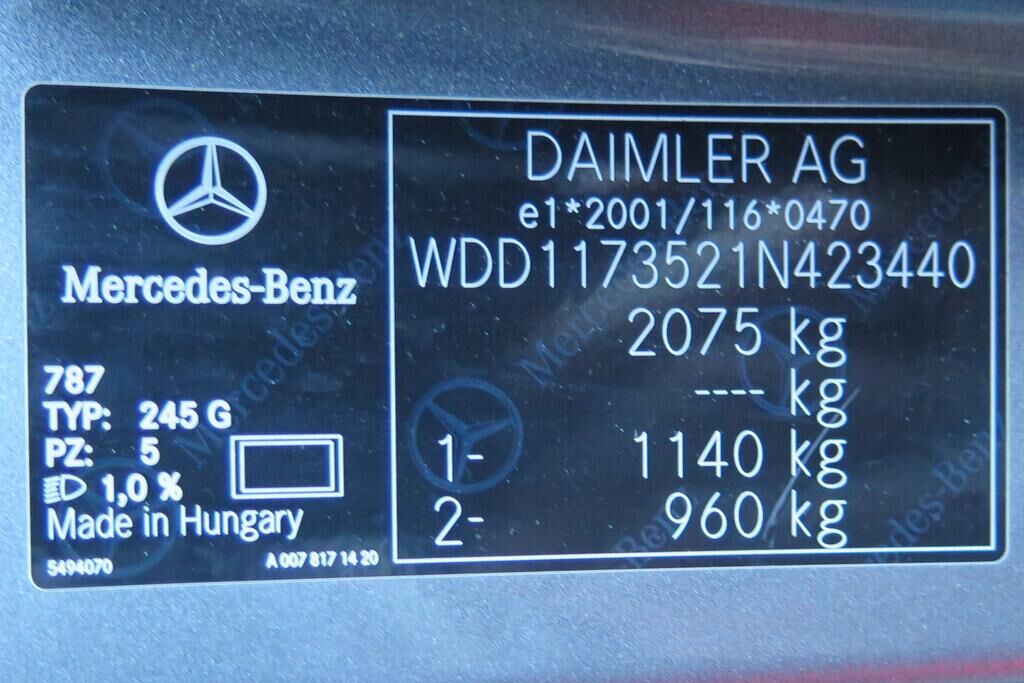 Mercedes-Benz
787
TYP: 245 G
PZ: 5
1,0 %
Made in Hungary
5494070
A 007 817 14 20
DAIMLER AG
e1*2001/116*0470
WDD1173521N423440
2075 kg
---- kg
1- 1140 kg
2- 960 kg